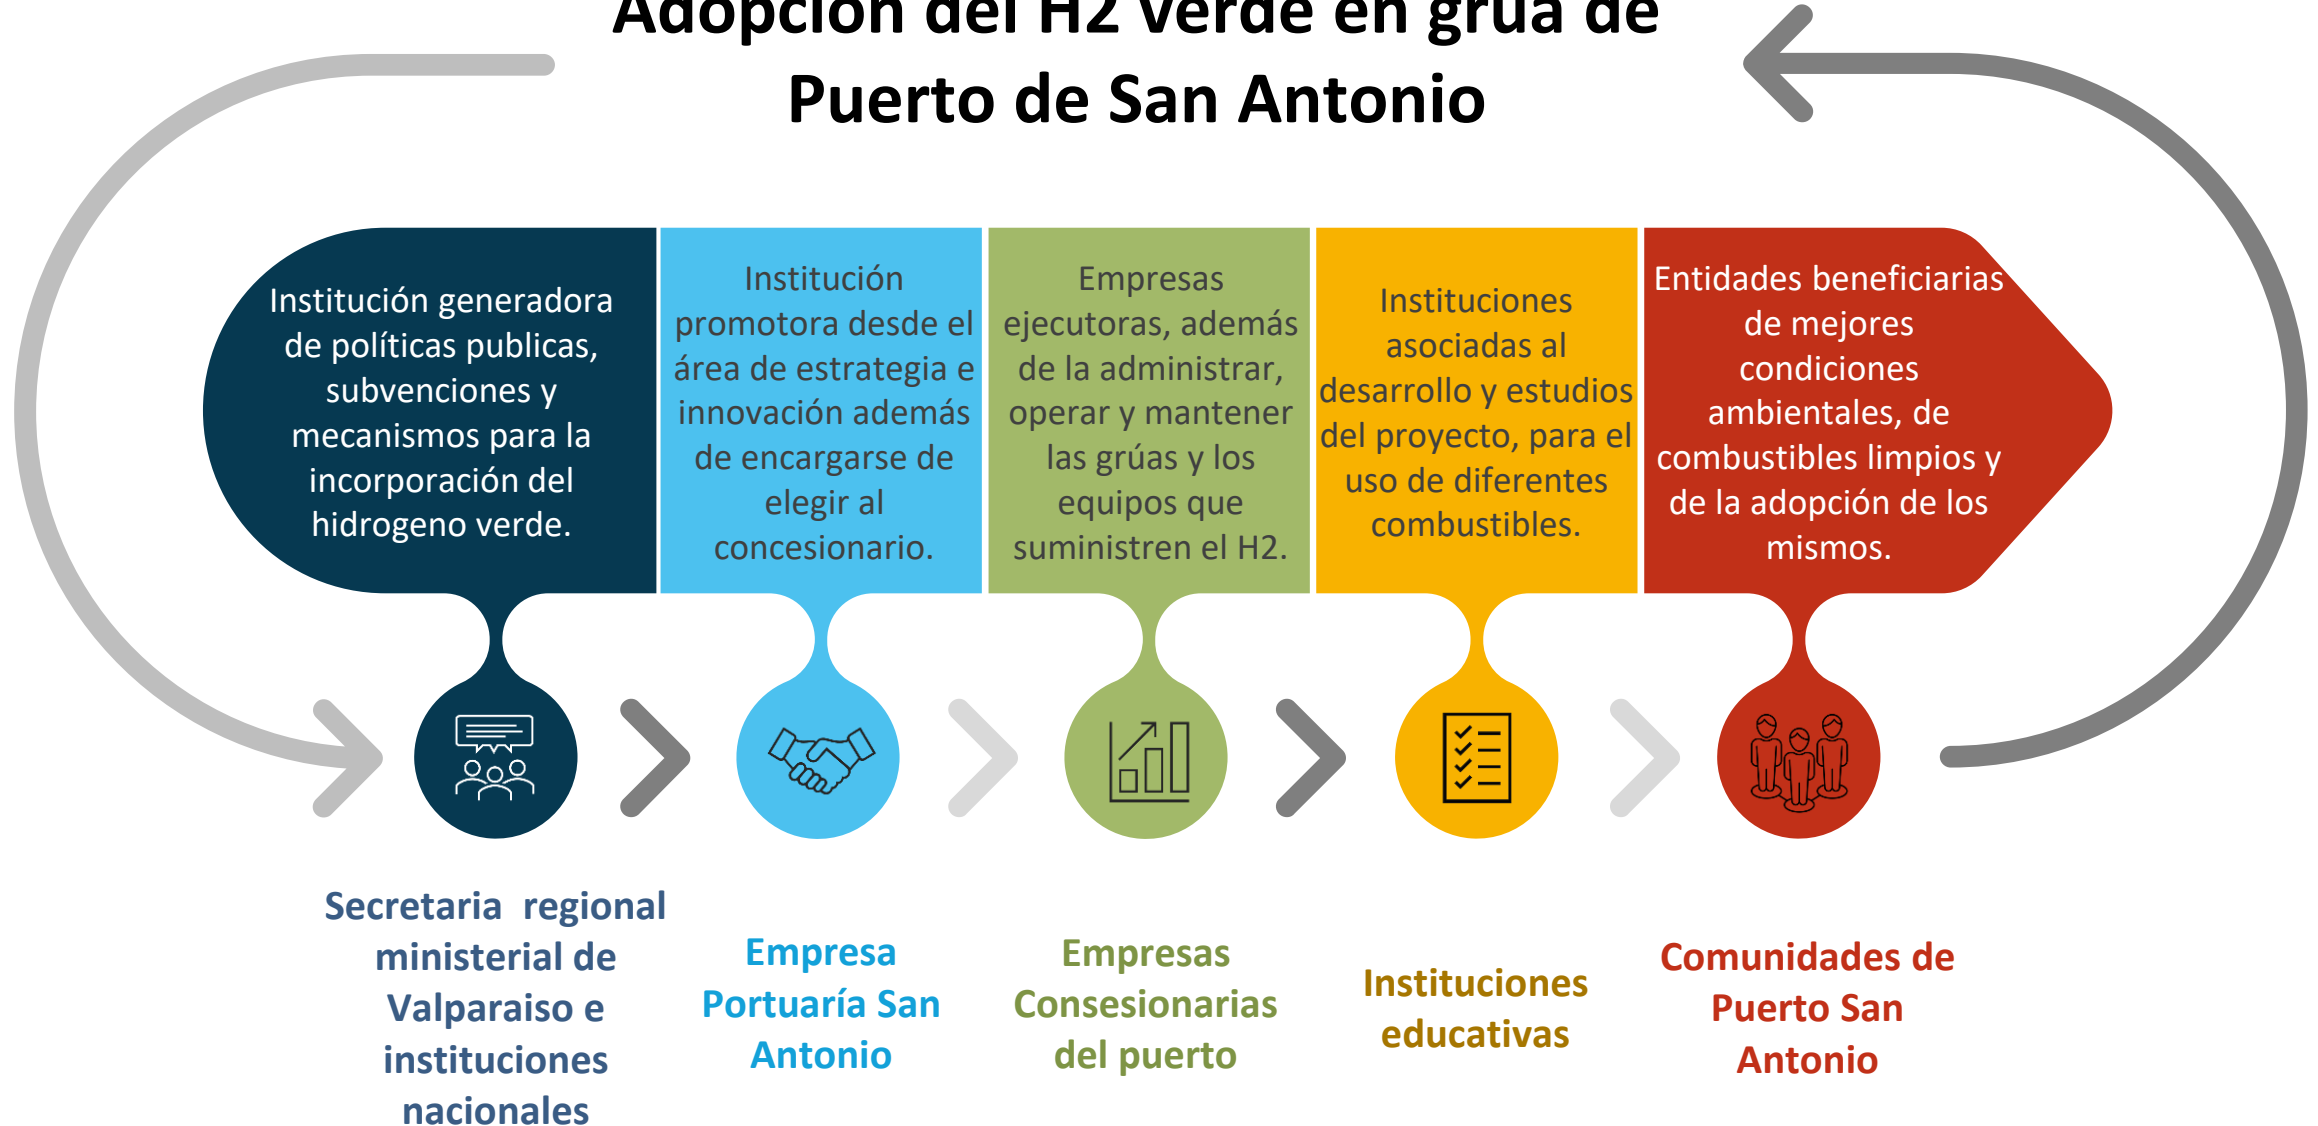 Adopción del H2 verde en grúa de
Puerto de San Antonio
Institución generadora
de políticas publicas,
subvenciones y
mecanismos para la
incorporación del
hidrogeno verde.
Institución
promotora desde el
área de estrategia e
innovación además
de encargarse de
elegir al
concesionario.
Empresas
ejecutoras, además
de la administrar,
operar y mantener
las grúas y los
equipos que
suministren el H2.
Instituciones
asociadas al
desarrollo y estudios
del proyecto, para el
uso de diferentes
combustibles.
Entidades beneficiarias
de mejores
condiciones
ambientales, de
combustibles limpios y
de la adopción de los
mismos.
Secretaria regional
ministerial de
Valparaiso e
instituciones
nacionales
Empresa
Portuaría San
Antonio
Empresas
Consesionarias
del puerto
Instituciones
educativas
Comunidades de
Puerto San
Antonio